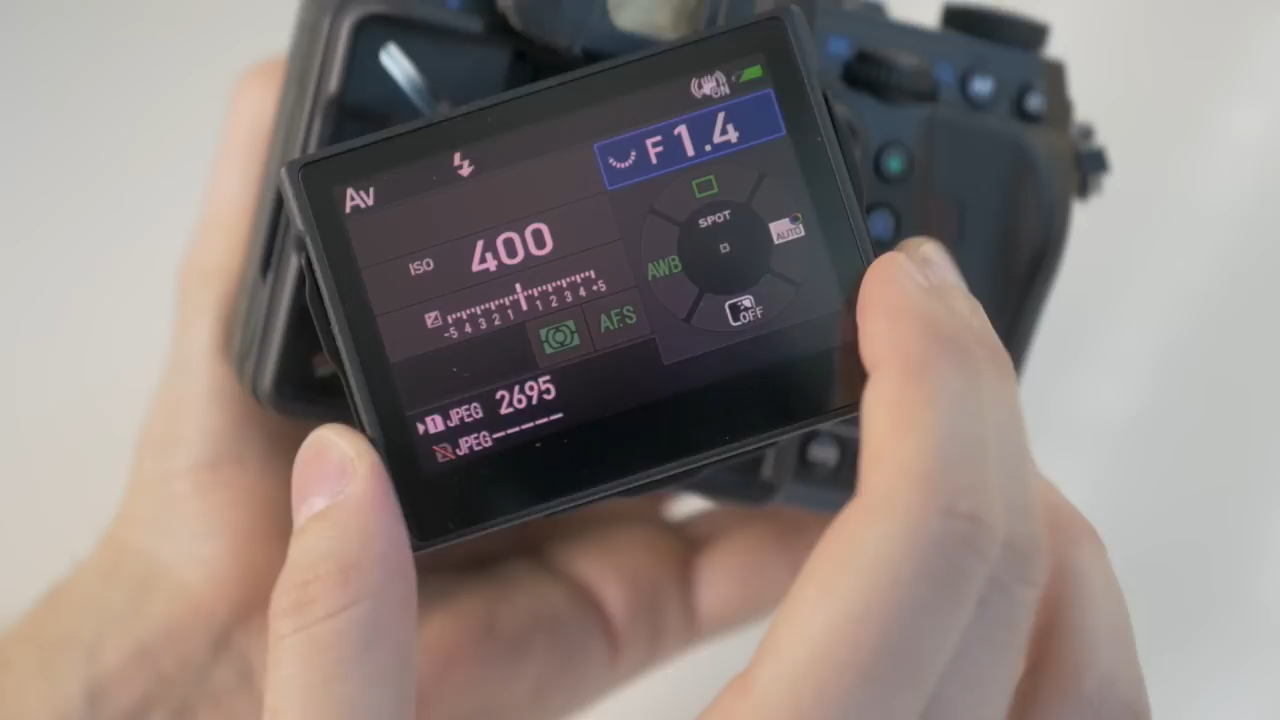 ON
F1.4
Av
SPOT
AUTO
ISO 400
AWB
-5 4 3 2 1 1 2 3 4 +5
OFF
AF.S
1 JPEG 2695
JPEG-----